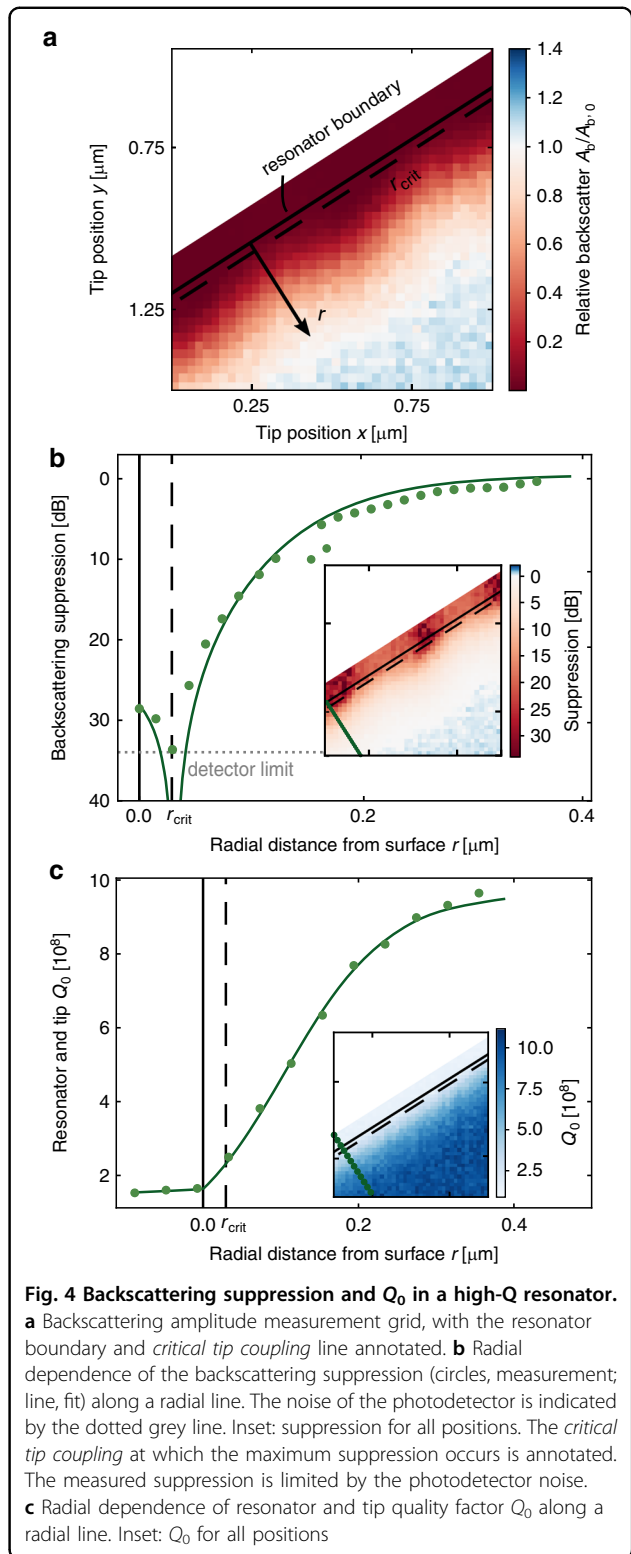 a
resonator boundary
r_crit
r
0.75
1.25
Tip position y [μm]
0.25
0.75
Tip position x [μm]
1.4
1.2
1.0
0.8
0.6
0.4
0.2
Relative backscatter A_b/A_b,0
b
0
10
20
30
40
Backscattering suppression [dB]
detector limit
0
5
10
15
20
25
30
Suppression [dB]
0.0
r_crit
0.2
0.4
Radial distance from surface r [μm]
c
10
8
6
4
2
Resonator and tip Q_0 [10^8]
10.0
7.5
5.0
2.5
Q_0 [10^8]
0.0
r_crit
0.2
0.4
Radial distance from surface r [μm]
Fig. 4 Backscattering suppression and Q_0 in a high-Q resonator.
a Backscattering amplitude measurement grid, with the resonator
boundary and critical tip coupling line annotated. b Radial
dependence of the backscattering suppression (circles, measurement;
line, fit) along a radial line. The noise of the photodetector is indicated
by the dotted grey line. Inset: suppression for all positions. The critical
tip coupling at which the maximum suppression occurs is annotated.
The measured suppression is limited by the photodetector noise.
c Radial dependence of resonator and tip quality factor Q_0 along a
radial line. Inset: Q_0 for all positions